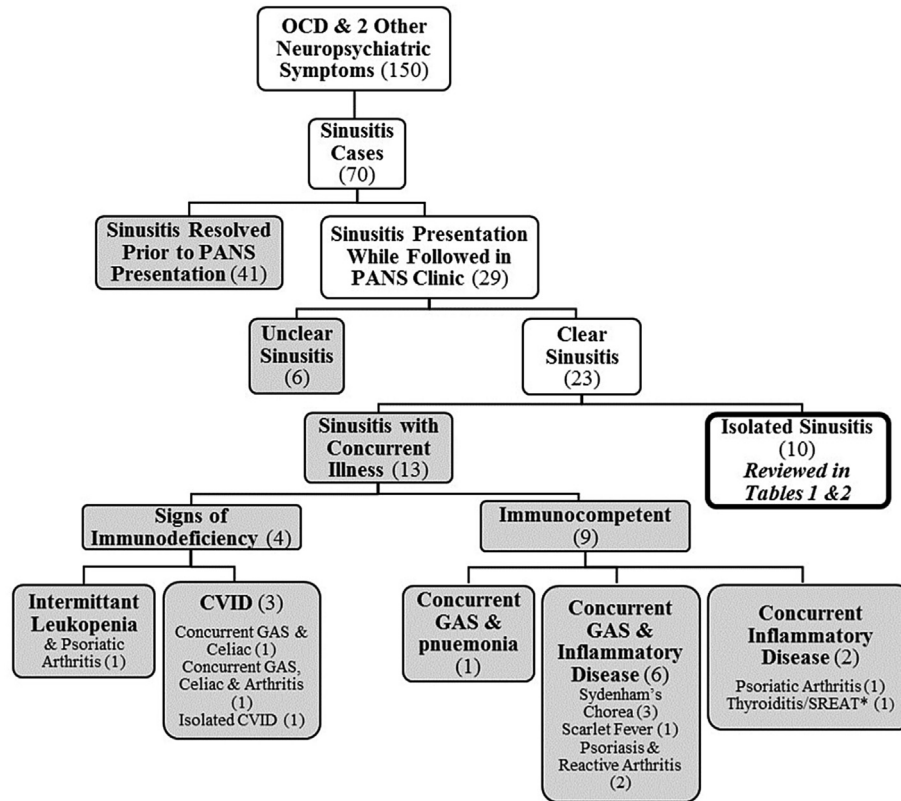 OCD & 2 Other
Neuropsychiatric
Symptoms (150)
Sinusitis
Cases
(70)
Sinusitis Resolved
Prior to PANS
Presentation (41)
Sinusitis Presentation
While Followed in
PANS Clinic (29)
Unclear
Sinusitis
(6)
Clear
Sinusitis
(23)
Sinusitis with
Concurrent
Illness (13)
Isolated Sinusitis
(10)
Reviewed in
Tables 1 &2
Signs of
Immunodeficiency (4)
Immunocompetent
(9)
Intermittant
Leukopenia
& Psoriatic
Arthritis (1)
CVID (3)
Concurrent GAS &
Celiac (1)
Concurrent GAS,
Celiac & Arthritis
(1)
Isolated CVID (1)
Concurrent
GAS &
pnuemonia
(1)
Concurrent
GAS &
Inflammatory
Disease (6)
Sydenham's
Chorea (3)
Scarlet Fever (1)
Psoriasis &
Reactive Arthritis
(2)
Concurrent
Inflammatory
Disease (2)
Psoriatic Arthritis (1)
Thyroiditis/SREAT* (1)